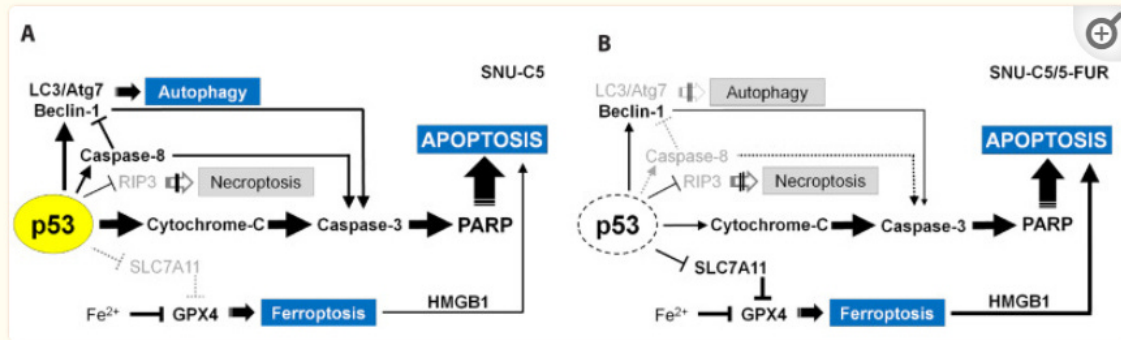 A
SNU-C5
LC3/Atg7
Autophagy
Beclin-1
APOPTOSIS
Caspase-8
RIP3
Necroptosis
p53
Cytochrome-C
Caspase-3
PARP
SLC7A11
Fe²⁺
GPX4
Ferroptosis
HMGB1
B
SNU-C5/5-FUR
LC3/Atg7
Autophagy
Beclin-1
APOPTOSIS
Caspase-8
RIP3
Necroptosis
p53
Cytochrome-C
Caspase-3
PARP
SLC7A11
Fe²⁺
GPX4
Ferroptosis
HMGB1